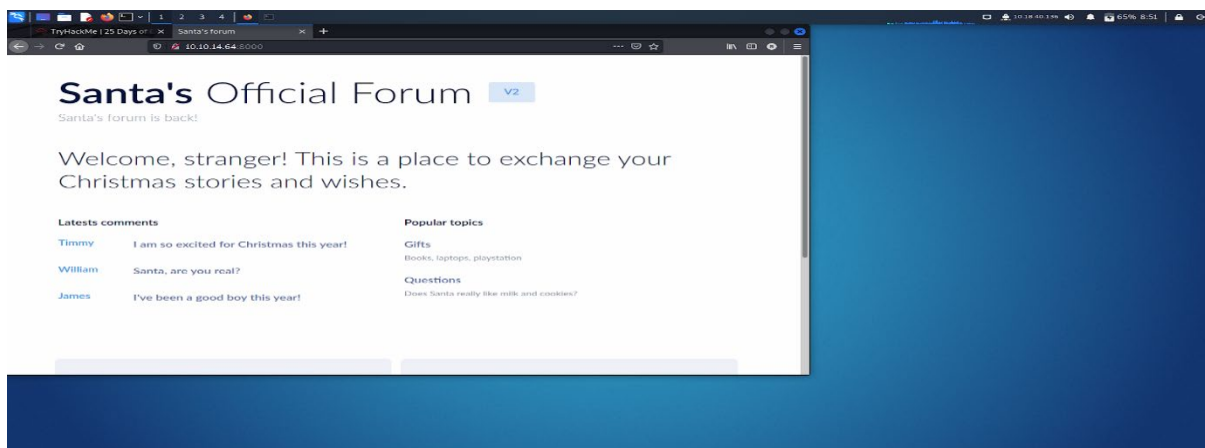 1 2 3 4
65% 8:51
TryHackMe | 25 Days of
Santa's forum
10.10.14.64:8000
Santa's Official Forum V2
Santa's forum is back!
Welcome, stranger! This is a place to exchange your
Christmas stories and wishes.
Latests comments
Popular topics
Timmy I am so excited for Christmas this year!
Gifts
Books, laptops, playstation
William Santa, are you real?
Questions
Does Santa really like milk and cookies?
James I've been a good boy this year!